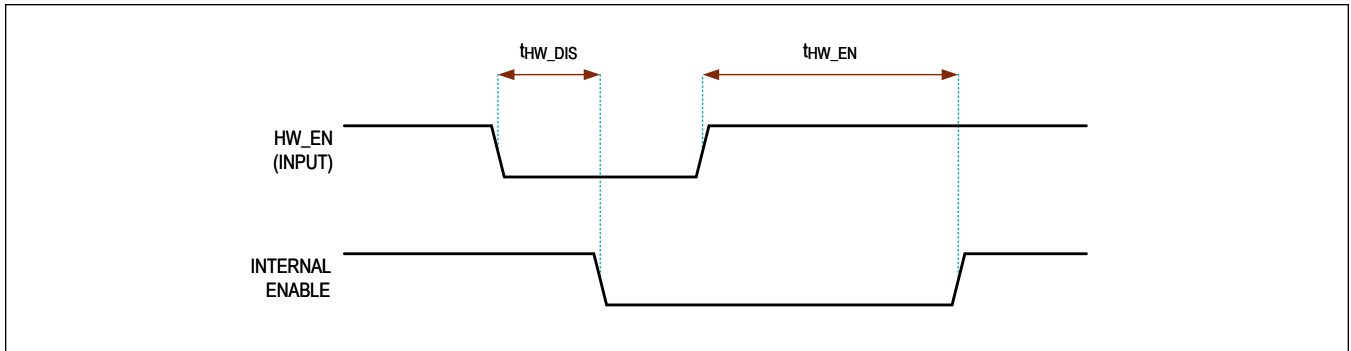 tHW_DIS
tHW_EN
HW_EN
(INPUT)
INTERNAL
ENABLE